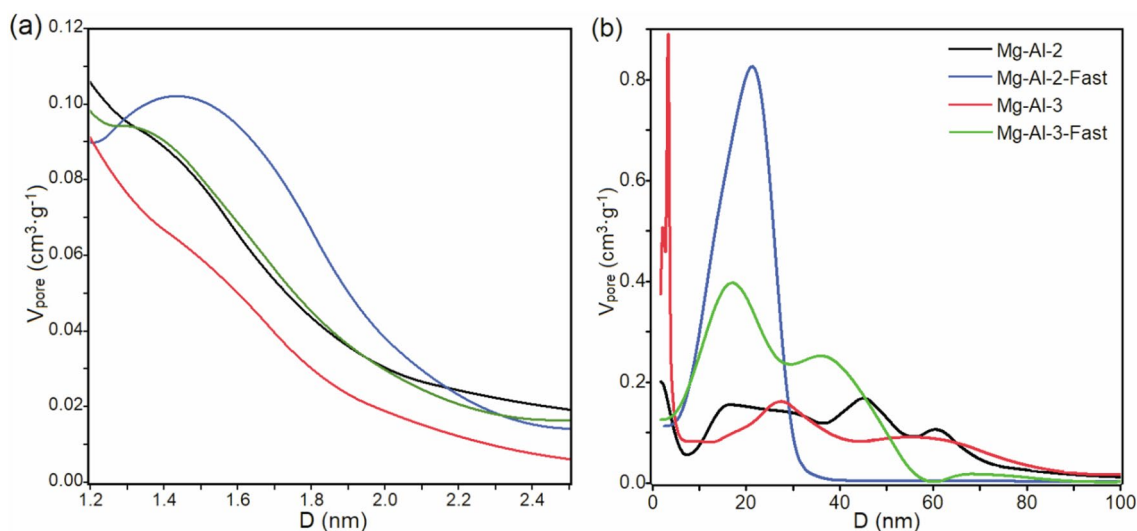 (a)
0.12
0.10
0.08
0.06
0.04
0.02
0.00
V pore (cm³·g⁻¹)
1.2 1.4 1.6 1.8 2.0 2.2 2.4
D (nm)
(b)
Mg-Al-2
Mg-Al-2-Fast
Mg-Al-3
Mg-Al-3-Fast
0.8
0.6
0.4
0.2
0.0
V pore (cm³·g⁻¹)
0 20 40 60 80 100
D (nm)